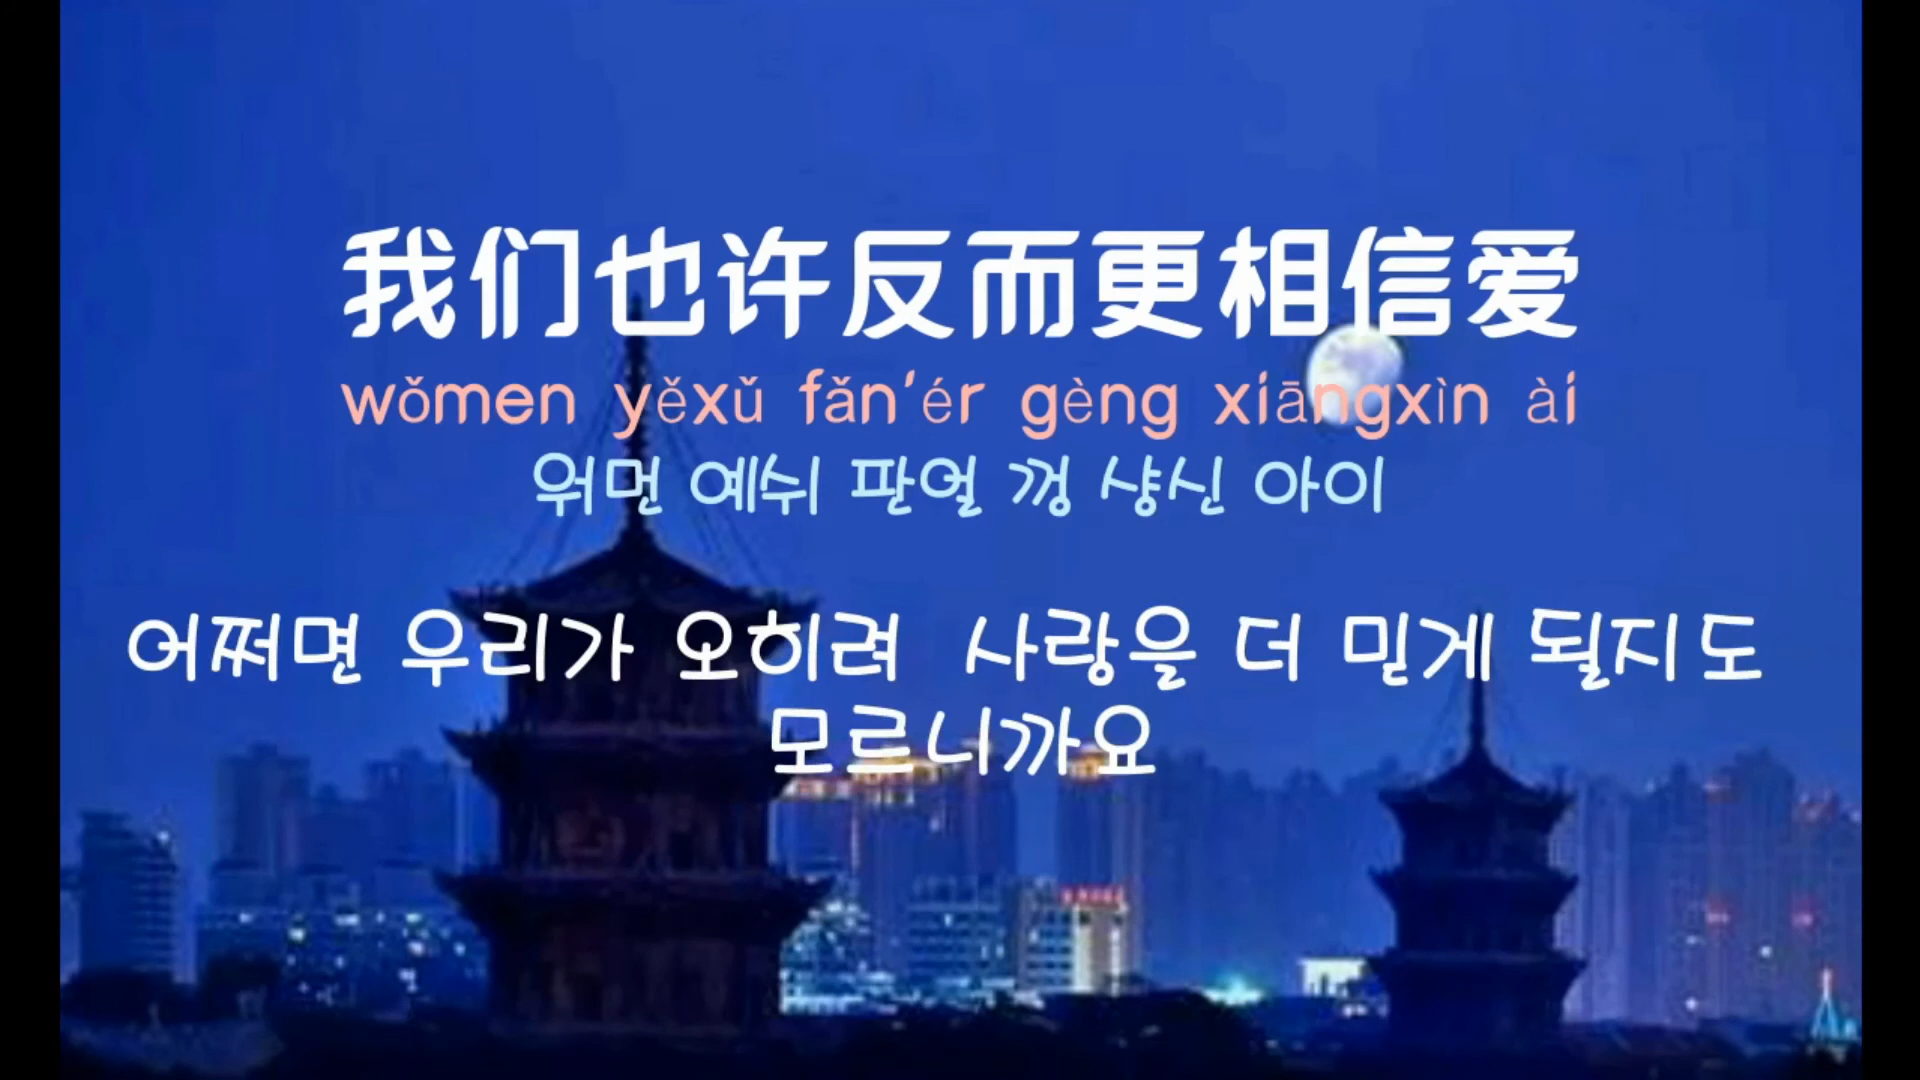 我们也许反而更相信爱
wǒmen yěxǔ fǎn'ér gèng xiāngxìn ài
워먼 예쉬 판얼 껑 샹신 아이
어쩌면 우리가 오히려 사랑을 더 믿게 될지도
모르니까요